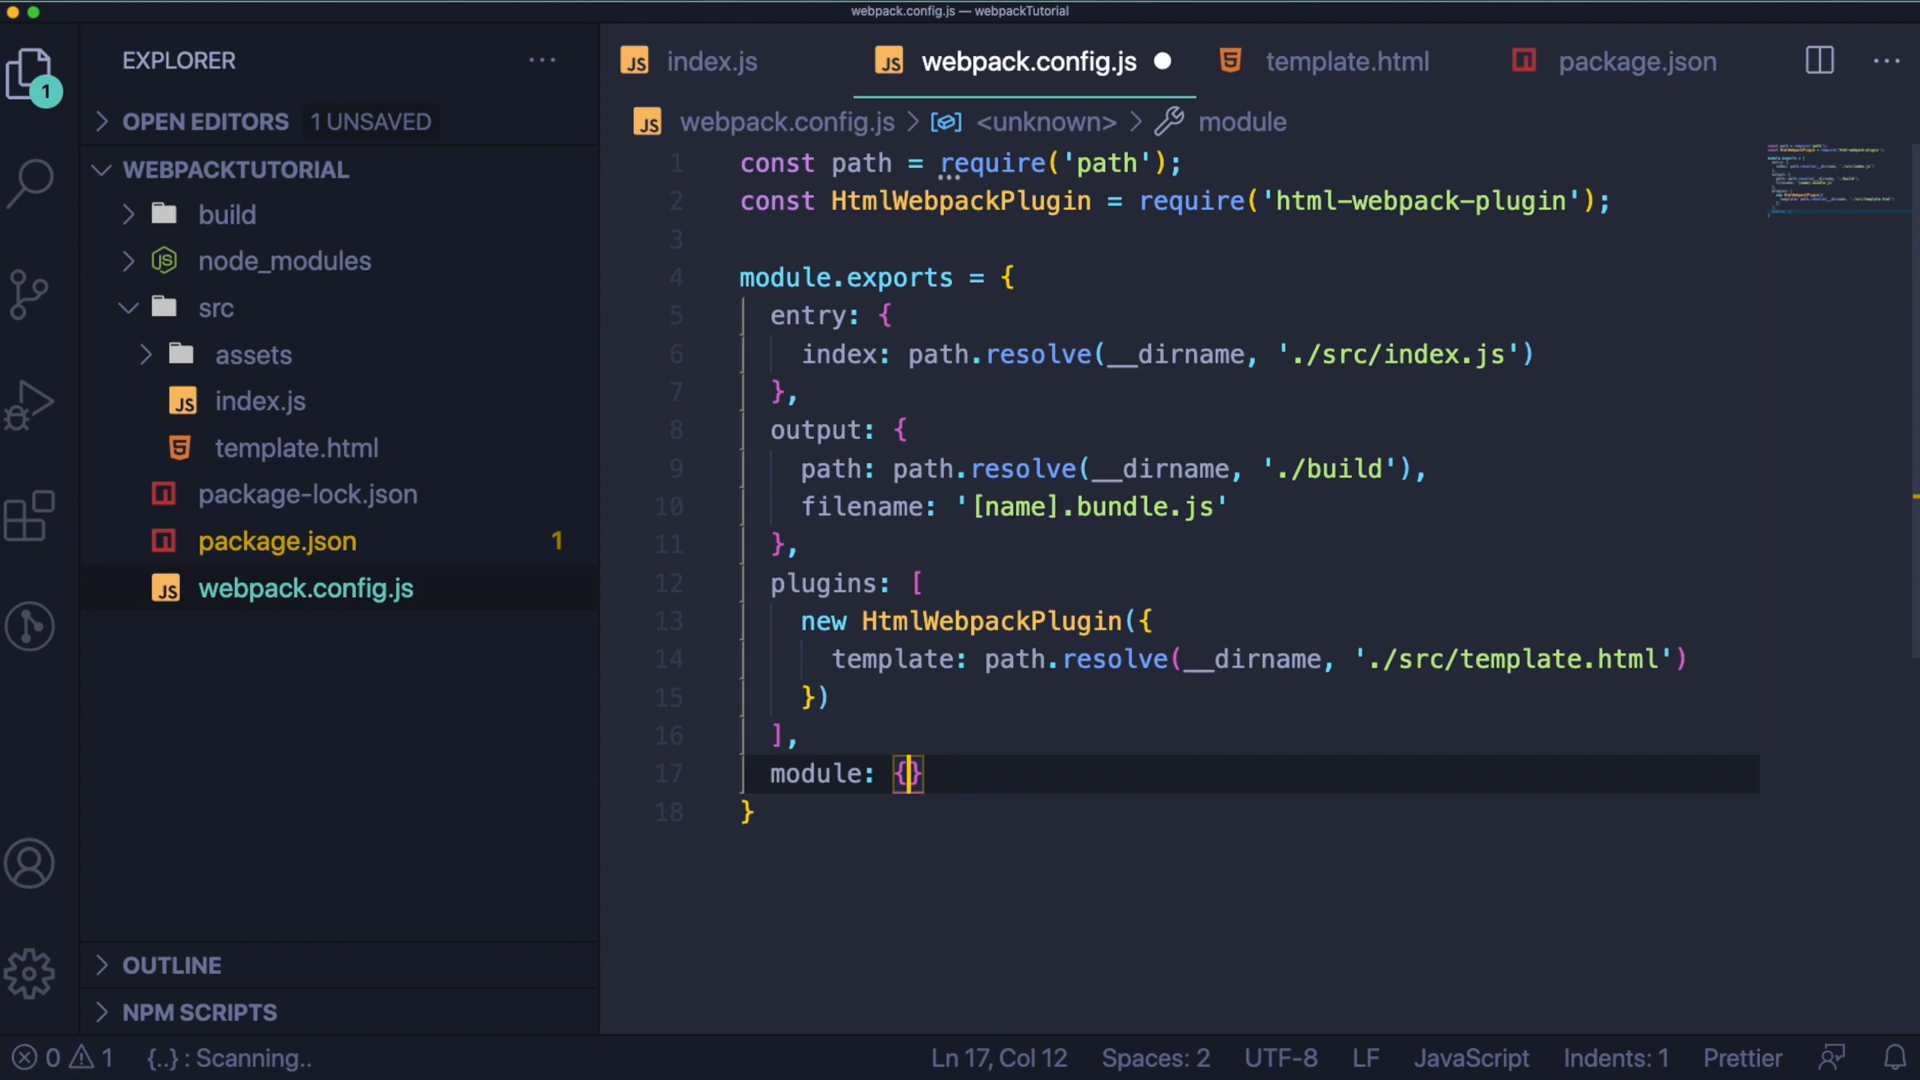 webpack.config.js — webpackTutorial
EXPLORER
1
OPEN EDITORS 1 UNSAVED
WEBPACKTUTORIAL
build
node_modules
src
assets
JS index.js
5 template.html
package-lock.json
package.json 1
JS webpack.config.js
OUTLINE
NPM SCRIPTS
JS index.js
JS webpack.config.js
5 template.html
package.json
JS webpack.config.js > <unknown> > module
1 const path = require('path');
2 const HtmlWebpackPlugin = require('html-webpack-plugin');
3
4 module.exports = {
5 entry: {
6 index: path.resolve(__dirname, './src/index.js')
7 },
8 output: {
9 path: path.resolve(__dirname, './build'),
10 filename: '[name].bundle.js'
11 },
12 plugins: [
13 new HtmlWebpackPlugin({
14 template: path.resolve(__dirname, './src/template.html')
15 })
16 ],
17 module: {}
18 }
0 1 {..} : Scanning..
Ln 17, Col 12 Spaces: 2 UTF-8 LF JavaScript Indents: 1 Prettier